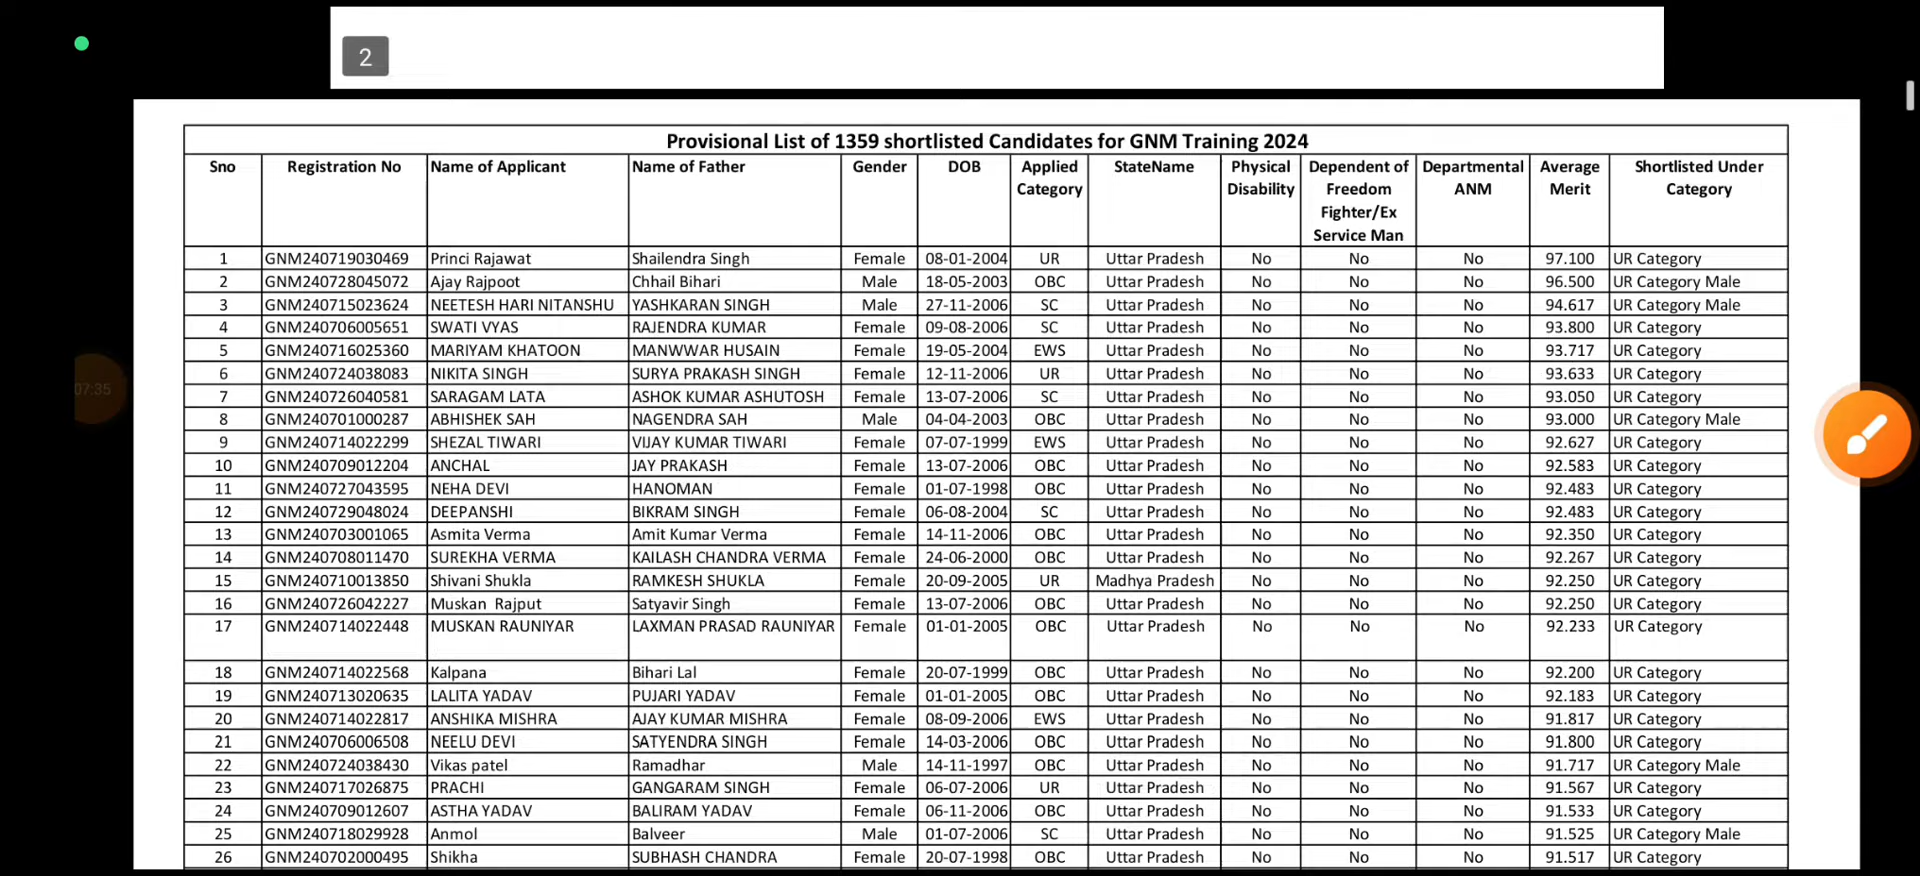 2
Provisional List of 1359 shortlisted Candidates for GNM Training 2024
Sno Registration No Name of Applicant Name of Father Gender DOB Applied Category StateName Physical Disability Dependent of Freedom Fighter/Ex Service Man Departmental ANM Average Merit Shortlisted Under Category
1 GNM240719030469 Princi Rajawat Shailendra Singh Female 08-01-2004 UR Uttar Pradesh No No No 97.100 UR Category
2 GNM240728045072 Ajay Rajpoot Chhail Bihari Male 18-05-2003 OBC Uttar Pradesh No No No 96.500 UR Category Male
3 GNM240715023624 NEETESH HARI NITANSHU YASHKARAN SINGH Male 27-11-2006 SC Uttar Pradesh No No No 94.617 UR Category Male
4 GNM240706005651 SWATI VYAS RAJENDRA KUMAR Female 09-08-2006 SC Uttar Pradesh No No No 93.800 UR Category
5 GNM240716025360 MARIYAM KHATOON MANWWAR HUSAIN Female 19-05-2004 EWS Uttar Pradesh No No No 93.717 UR Category
6 GNM240724038083 NIKITA SINGH SURYA PRAKASH SINGH Female 12-11-2006 UR Uttar Pradesh No No No 93.633 UR Category
7 GNM240726040581 SARAGAM LATA ASHOK KUMAR ASHUTOSH Female 13-07-2006 SC Uttar Pradesh No No No 93.050 UR Category
07:35
8 GNM240701000287 ABHISHEK SAH NAGENDRA SAH Male 04-04-2003 OBC Uttar Pradesh No No No 93.000 UR Category Male
9 GNM240714022299 SHEZAL TIWARI VIJAY KUMAR TIWARI Female 07-07-1999 EWS Uttar Pradesh No No No 92.627 UR Category
10 GNM240709012204 ANCHAL JAY PRAKASH Female 13-07-2006 OBC Uttar Pradesh No No No 92.583 UR Category
11 GNM240727043595 NEHA DEVI HANOMAN Female 01-07-1998 OBC Uttar Pradesh No No No 92.483 UR Category
12 GNM240729048024 DEEPANSHI BIKRAM SINGH Female 06-08-2004 SC Uttar Pradesh No No No 92.483 UR Category
13 GNM240703001065 Asmita Verma Amit Kumar Verma Female 14-11-2006 OBC Uttar Pradesh No No No 92.350 UR Category
14 GNM240708011470 SUREKHA VERMA KAILASH CHANDRA VERMA Female 24-06-2000 OBC Uttar Pradesh No No No 92.267 UR Category
15 GNM240710013850 Shivani Shukla RAMKESH SHUKLA Female 20-09-2005 UR Madhya Pradesh No No No 92.250 UR Category
16 GNM240726042227 Muskan Rajput Satyavir Singh Female 13-07-2006 OBC Uttar Pradesh No No No 92.250 UR Category
17 GNM240714022448 MUSKAN RAUNIYAR LAXMAN PRASAD RAUNIYAR Female 01-01-2005 OBC Uttar Pradesh No No No 92.233 UR Category
18 GNM240714022568 Kalpana Bihari Lal Female 20-07-1999 OBC Uttar Pradesh No No No 92.200 UR Category
19 GNM240713020635 LALITA YADAV PUJARI YADAV Female 01-01-2005 OBC Uttar Pradesh No No No 92.183 UR Category
20 GNM240714022817 ANSHIKA MISHRA AJAY KUMAR MISHRA Female 08-09-2006 EWS Uttar Pradesh No No No 91.817 UR Category
21 GNM240706006508 NEELU DEVI SATYENDRA SINGH Female 14-03-2006 OBC Uttar Pradesh No No No 91.800 UR Category
22 GNM240724038430 Vikas patel Ramadhar Male 14-11-1997 OBC Uttar Pradesh No No No 91.717 UR Category Male
23 GNM240717026875 PRACHI GANGARAM SINGH Female 06-07-2006 UR Uttar Pradesh No No No 91.567 UR Category
24 GNM240709012607 ASTHA YADAV BALIRAM YADAV Female 06-11-2006 OBC Uttar Pradesh No No No 91.533 UR Category
25 GNM240718029928 Anmol Balveer Male 01-07-2006 SC Uttar Pradesh No No No 91.525 UR Category Male
26 GNM240702000495 Shikha SUBHASH CHANDRA Female 20-07-1998 OBC Uttar Pradesh No No No 91.517 UR Category